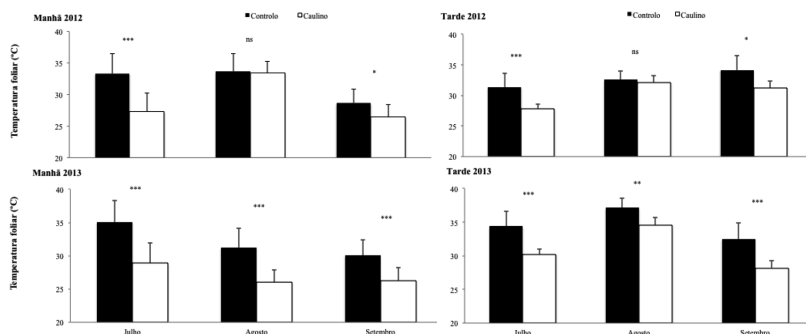 Manhã 2012
■Controlo □Caulino
Temperatura foliar (°C)
40
35
30
25
20
***
ns
*
Tarde 2012
■Controlo □Caulino
40
35
30
25
20
***
ns
*
Manhã 2013
Temperatura foliar (°C)
40
35
30
25
20
***
***
***
Julho Agosto Setembro
Tarde 2013
40
35
30
25
20
***
**
***
Julho Agosto Setembro